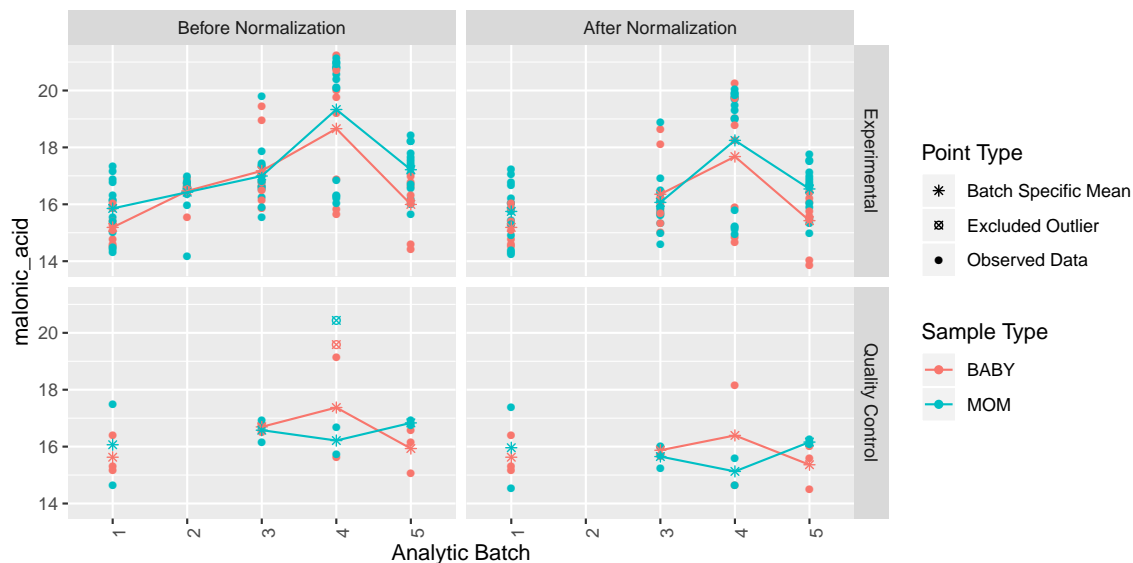 Before Normalization
After Normalization
Experimental
Quality Control
malonic_acid
20
18
16
14
20
18
16
14
1
2
3
4
5
1
2
3
4
5
Analytic Batch
Point Type
Batch Specific Mean
Excluded Outlier
Observed Data
Sample Type
BABY
MOM